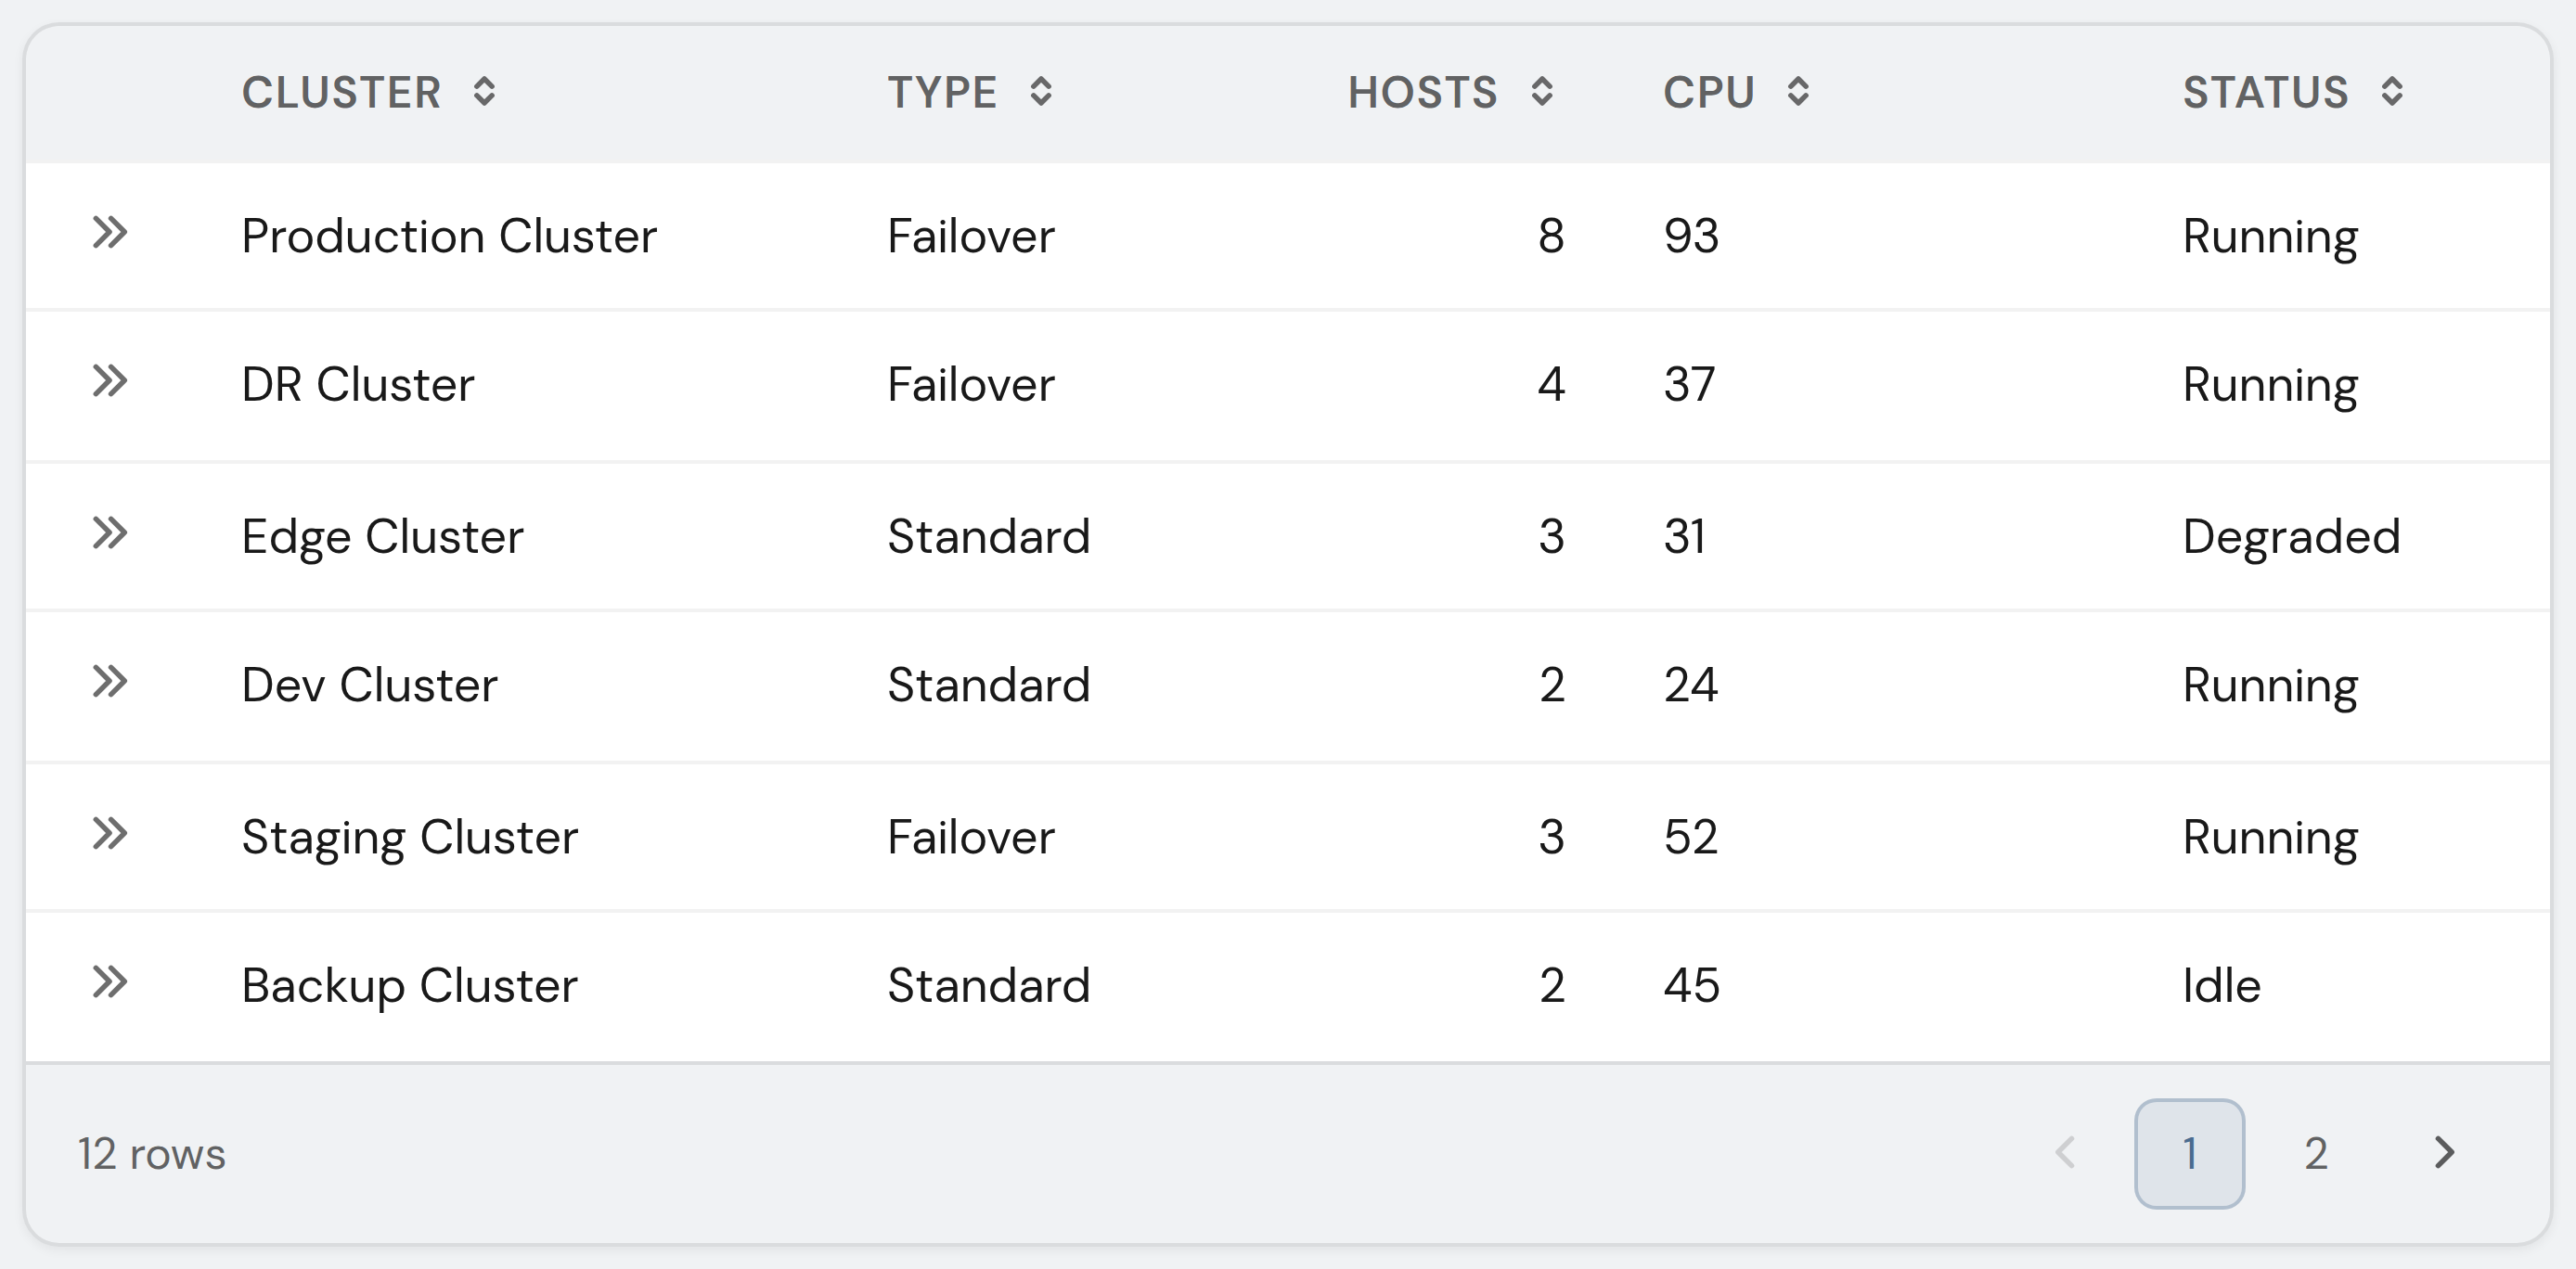 CLUSTER TYPE HOSTS CPU STATUS
Production Cluster Failover 8 93 Running
DR Cluster Failover 4 37 Running
Edge Cluster Standard 3 31 Degraded
Dev Cluster Standard 2 24 Running
Staging Cluster Failover 3 52 Running
Backup Cluster Standard 2 45 Idle
12 rows 1 2